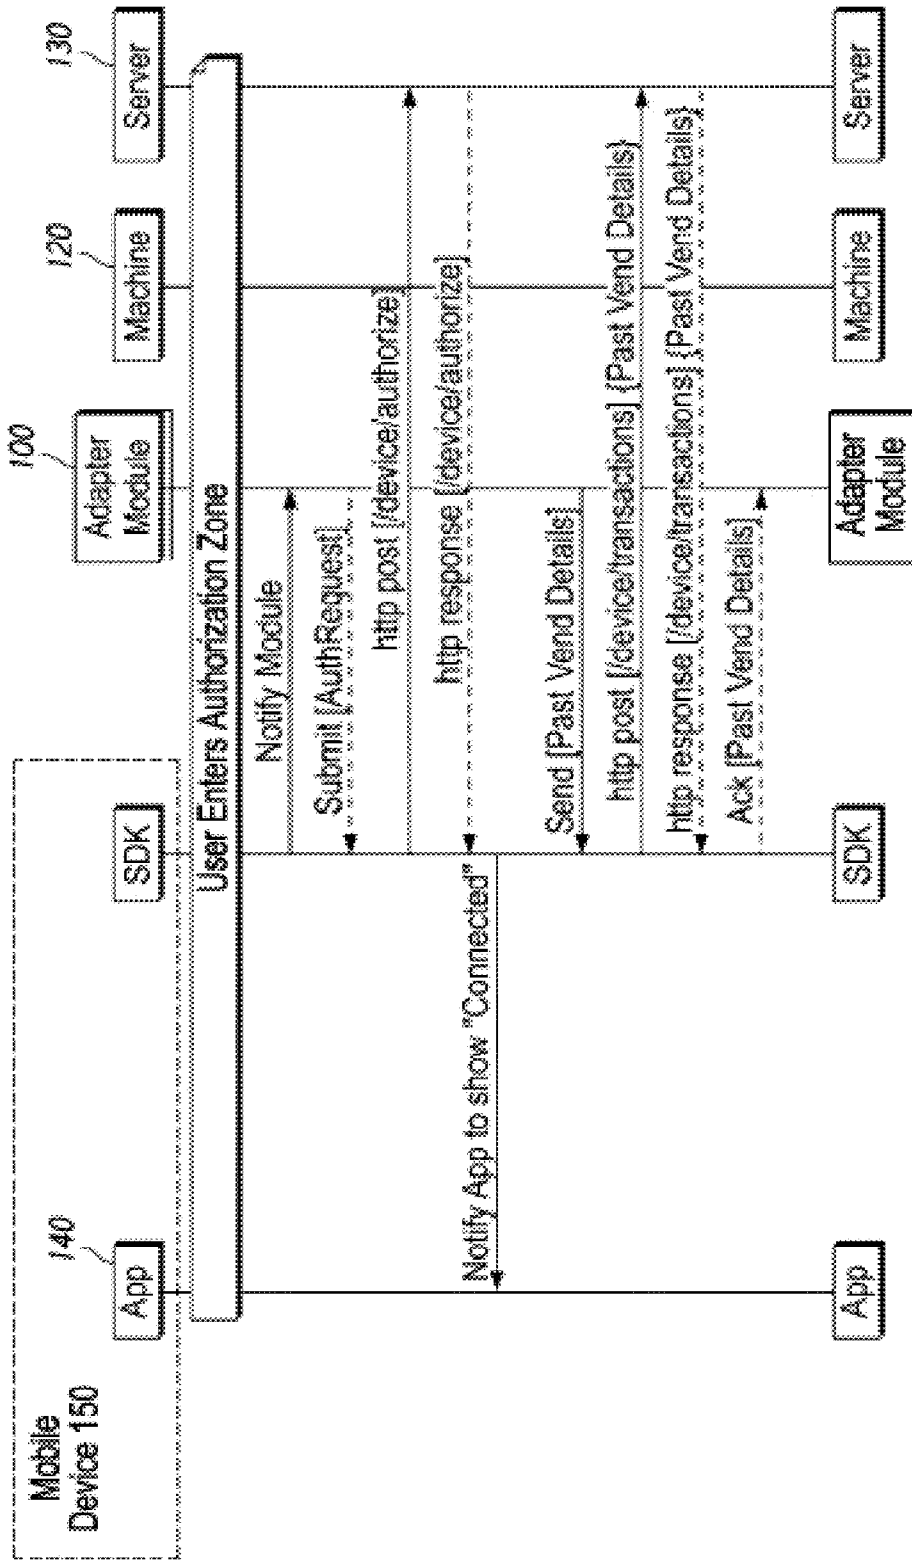 Mobile
Device 150
140
App
SDK
100
Adapter
Module
120
Machine
130
Server
User Enters Authorization Zone
Notify Module
Submit [AuthRequest]
http post [/device/authorize]
http response [/device/authorize]
Notify App to show "Connected"
Send [Past Vend Details]
http post [/device/transactions] {Past Vend Details}
http response [/device/transactions] {Past Vend Details}
Ack [Past Vend Details]
App
SDK
Adapter
Module
Machine
Server